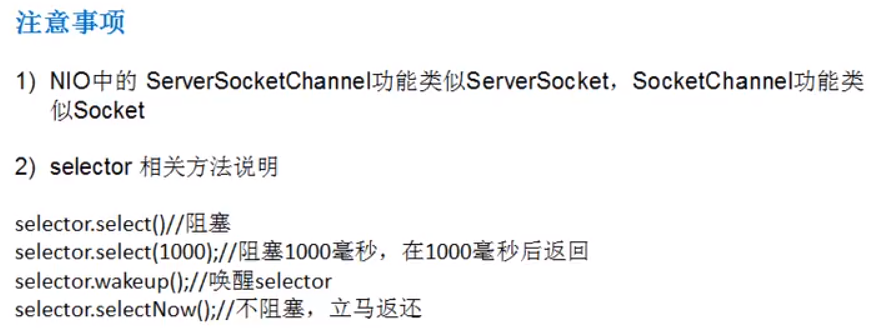 注意事项
1) NIO中的 ServerSocketChannel功能类似ServerSocket，SocketChannel功能类
似Socket
2) selector 相关方法说明
selector.select()//阻塞
selector.select(1000);//阻塞1000毫秒，在1000毫秒后返回
selector.wakeup();//唤醒selector
selector.selectNow();//不阻塞，立马返还